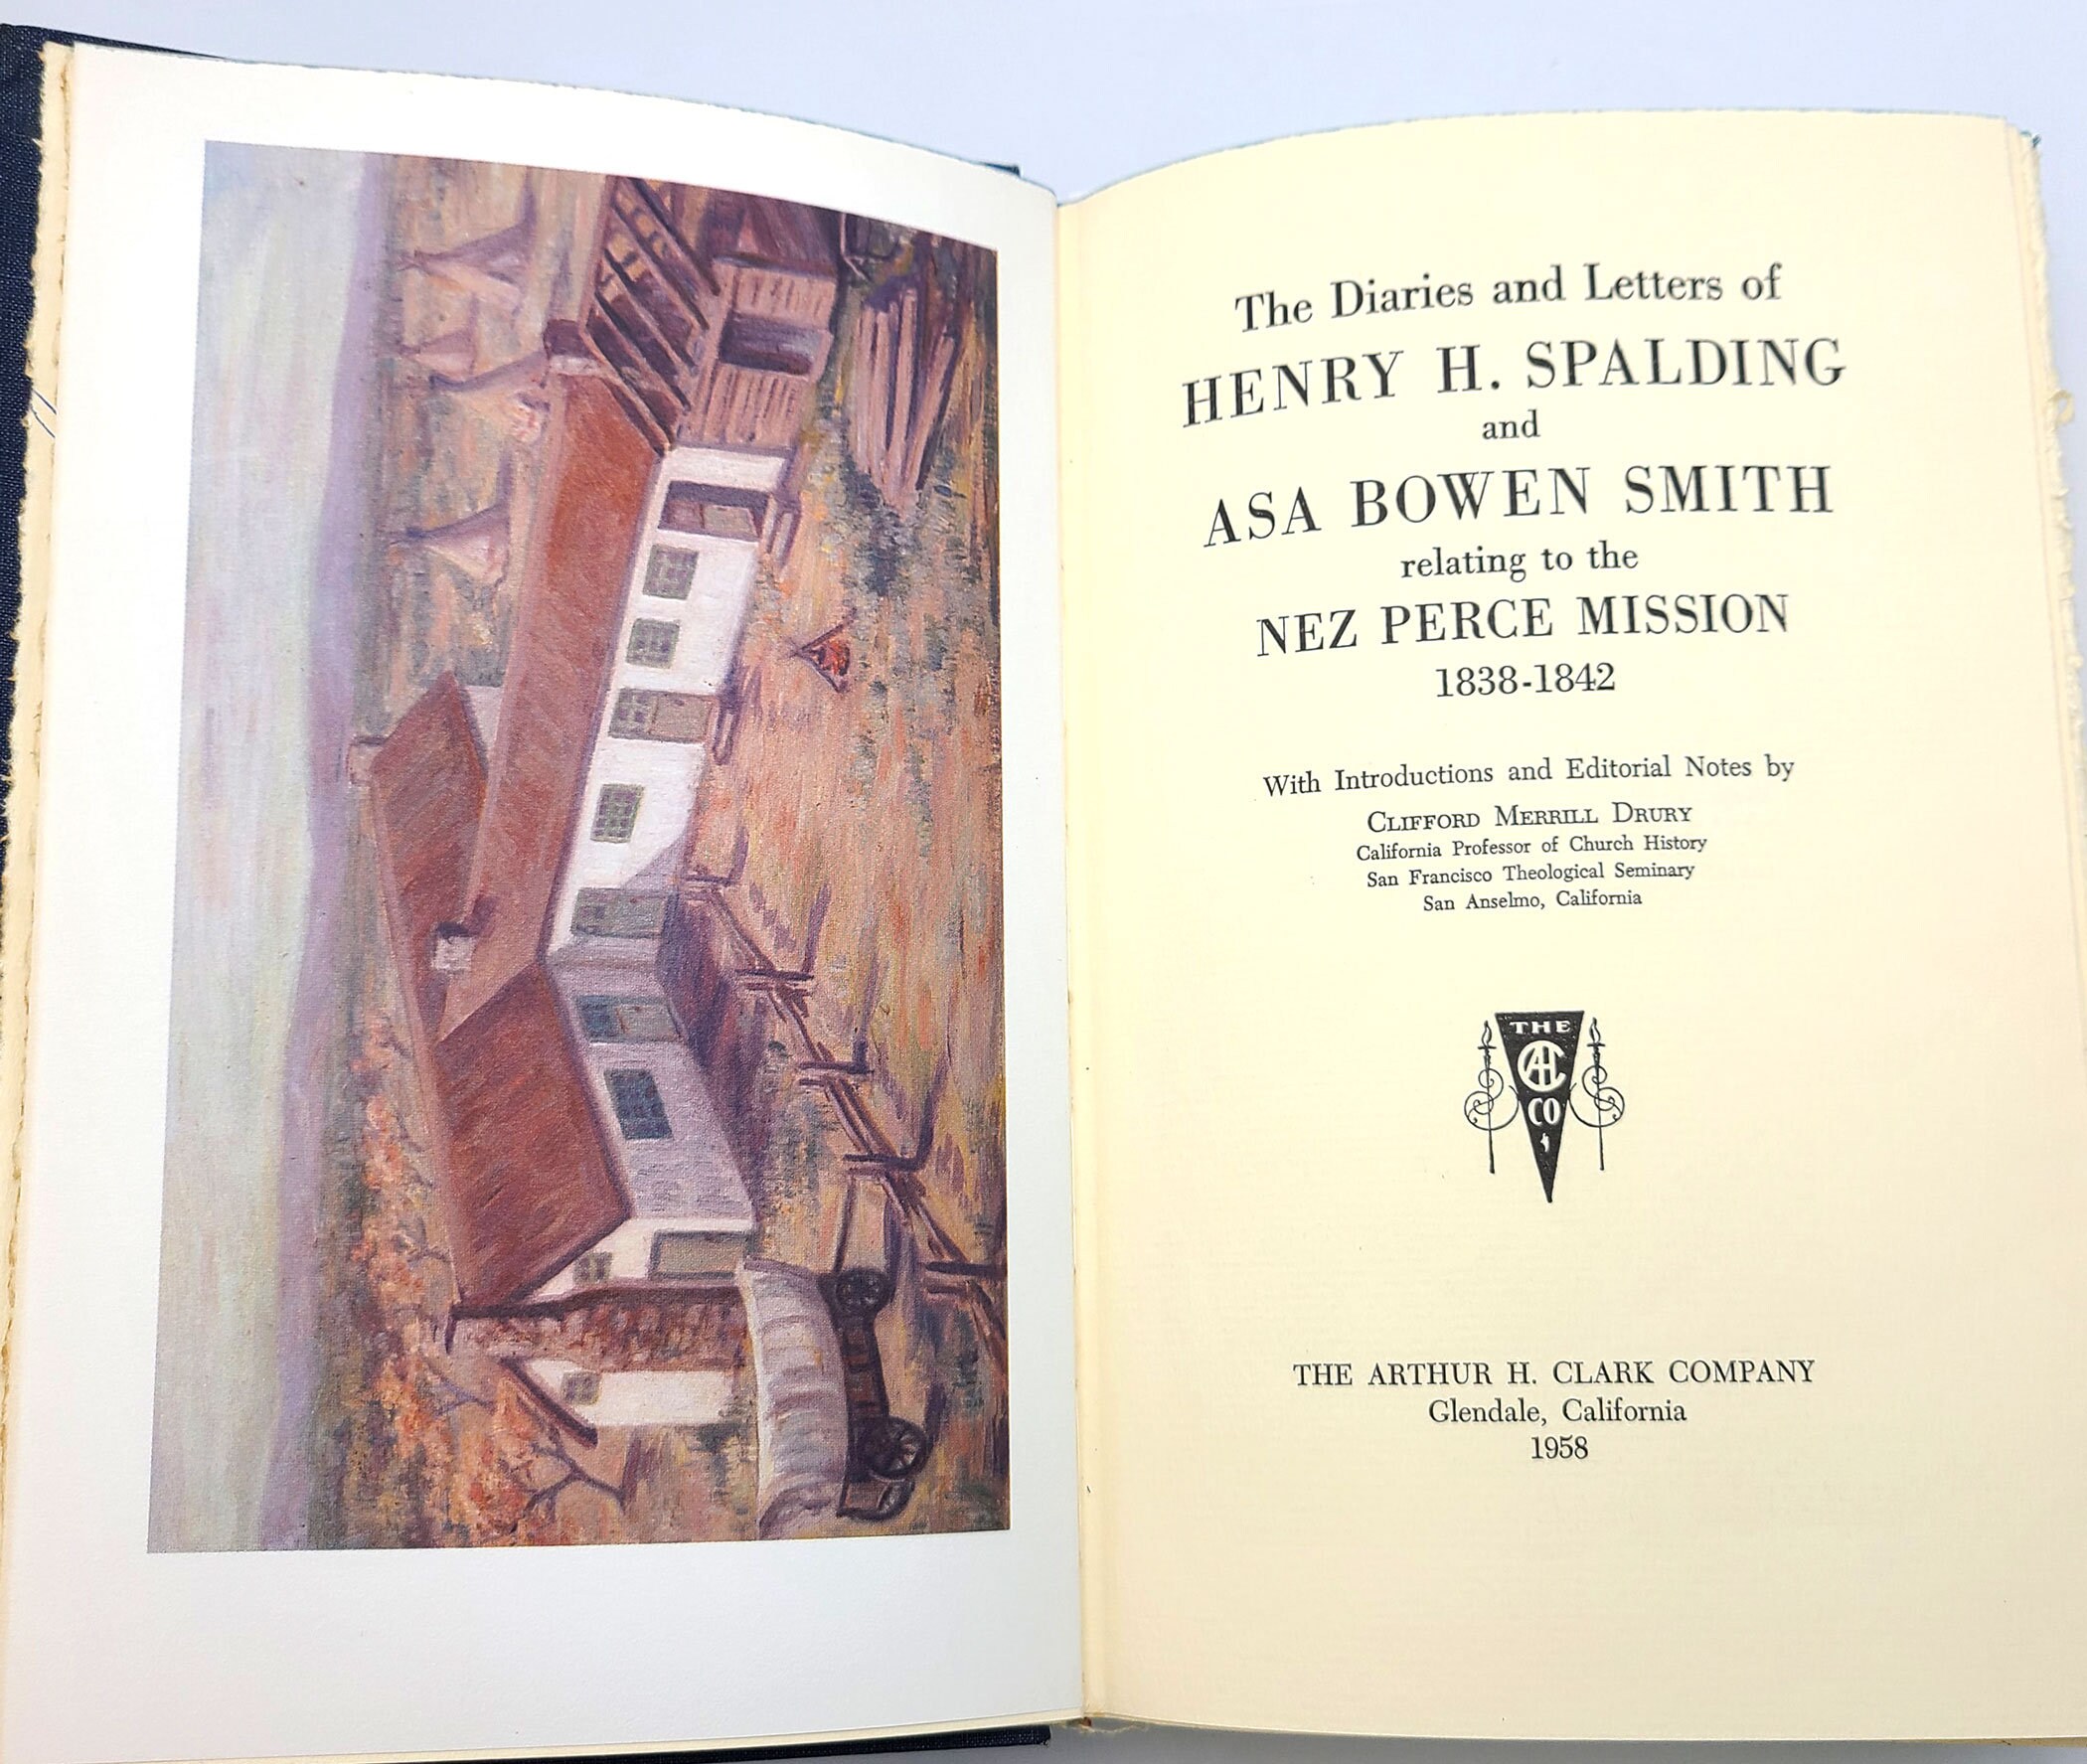 The Diaries and Letters of
HENRY H. SPALDING
and
ASA BOWEN SMITH
relating to the
NEZ PERCE MISSION
1838-1842
With Introductions and Editorial Notes by
CLIFFORD MERRILL DRURY
California Professor of Church History
San Francisco Theological Seminary
San Anselmo, California
THE
AHC
CO
THE ARTHUR H. CLARK COMPANY
Glendale, California
1958